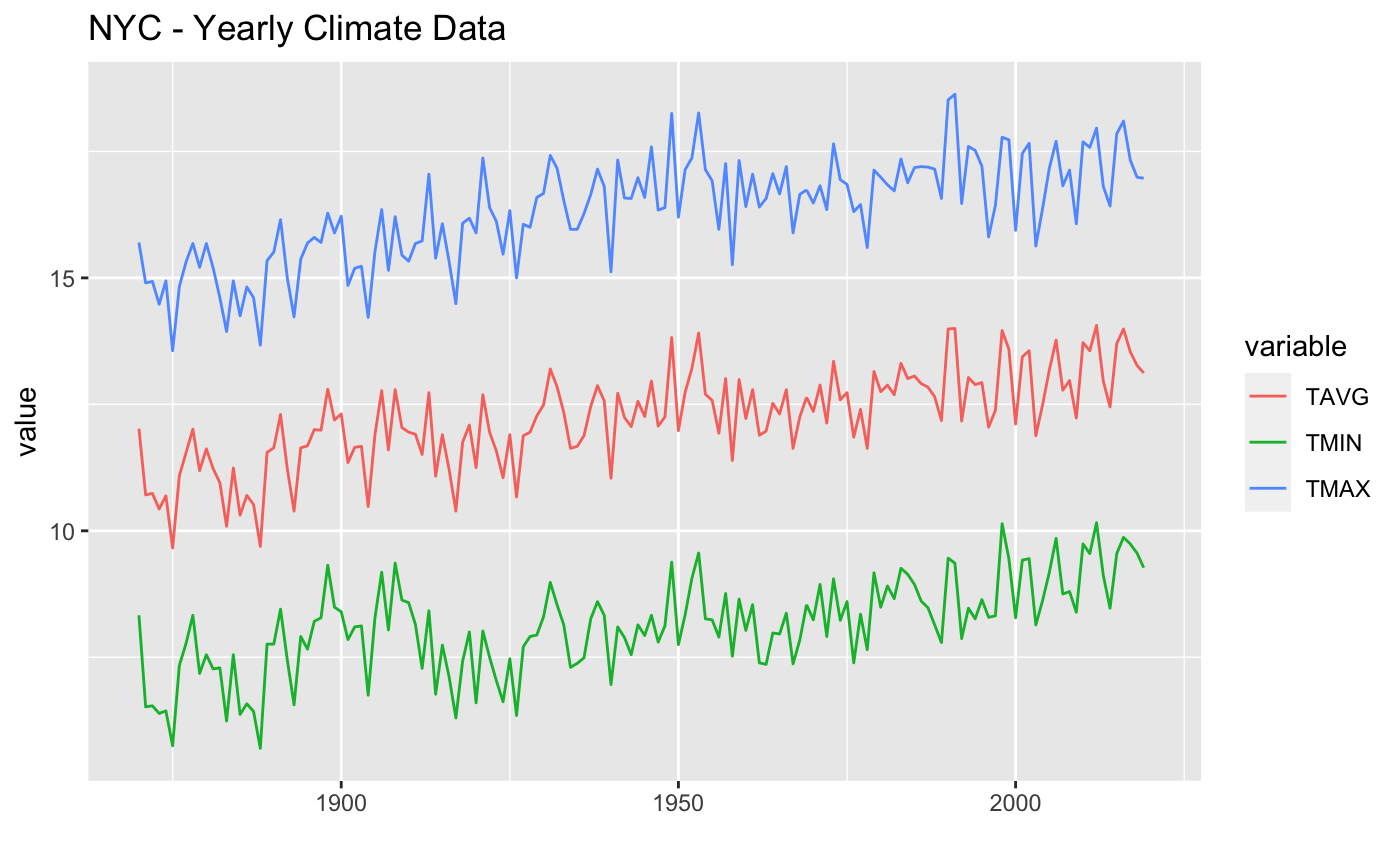 NYC - Yearly Climate Data
value
15
10
1900
1950
2000
variable
TAVG
TMIN
TMAX